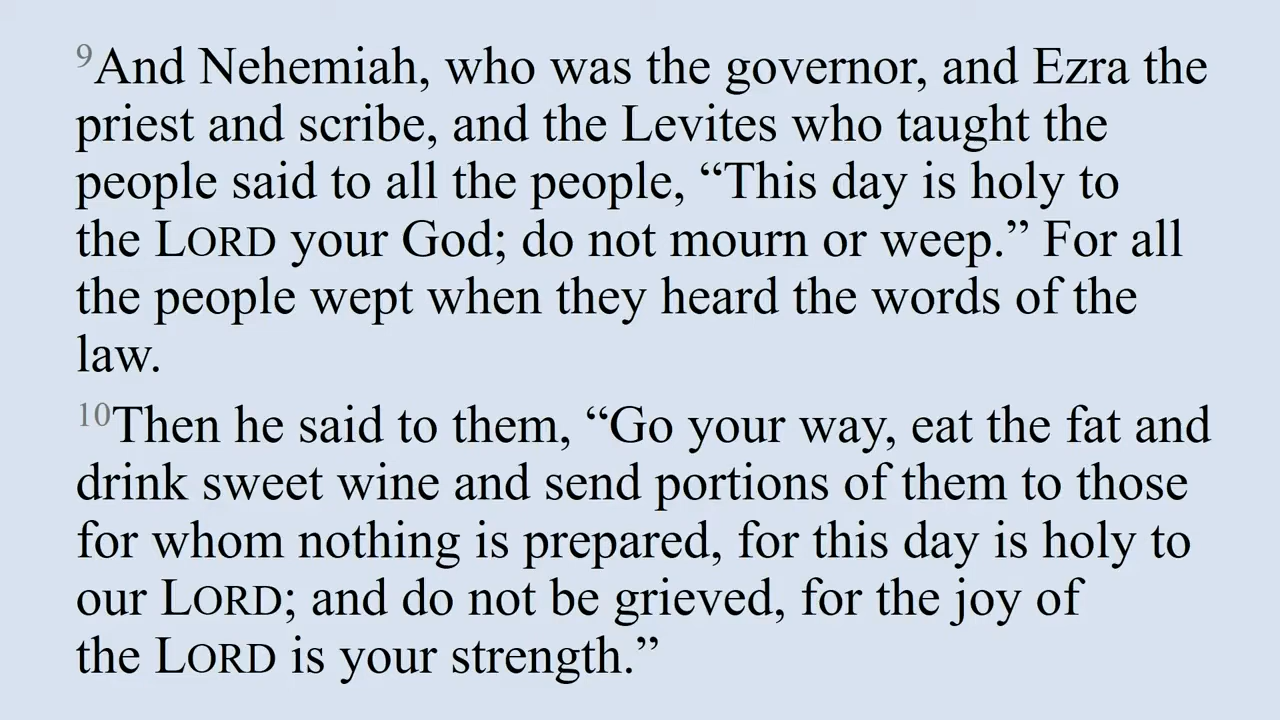 9And Nehemiah, who was the governor, and Ezra the
priest and scribe, and the Levites who taught the
people said to all the people, “This day is holy to
the LORD your God; do not mourn or weep.” For all
the people wept when they heard the words of the
law.
10Then he said to them, “Go your way, eat the fat and
drink sweet wine and send portions of them to those
for whom nothing is prepared, for this day is holy to
our LORD; and do not be grieved, for the joy of
the LORD is your strength.”